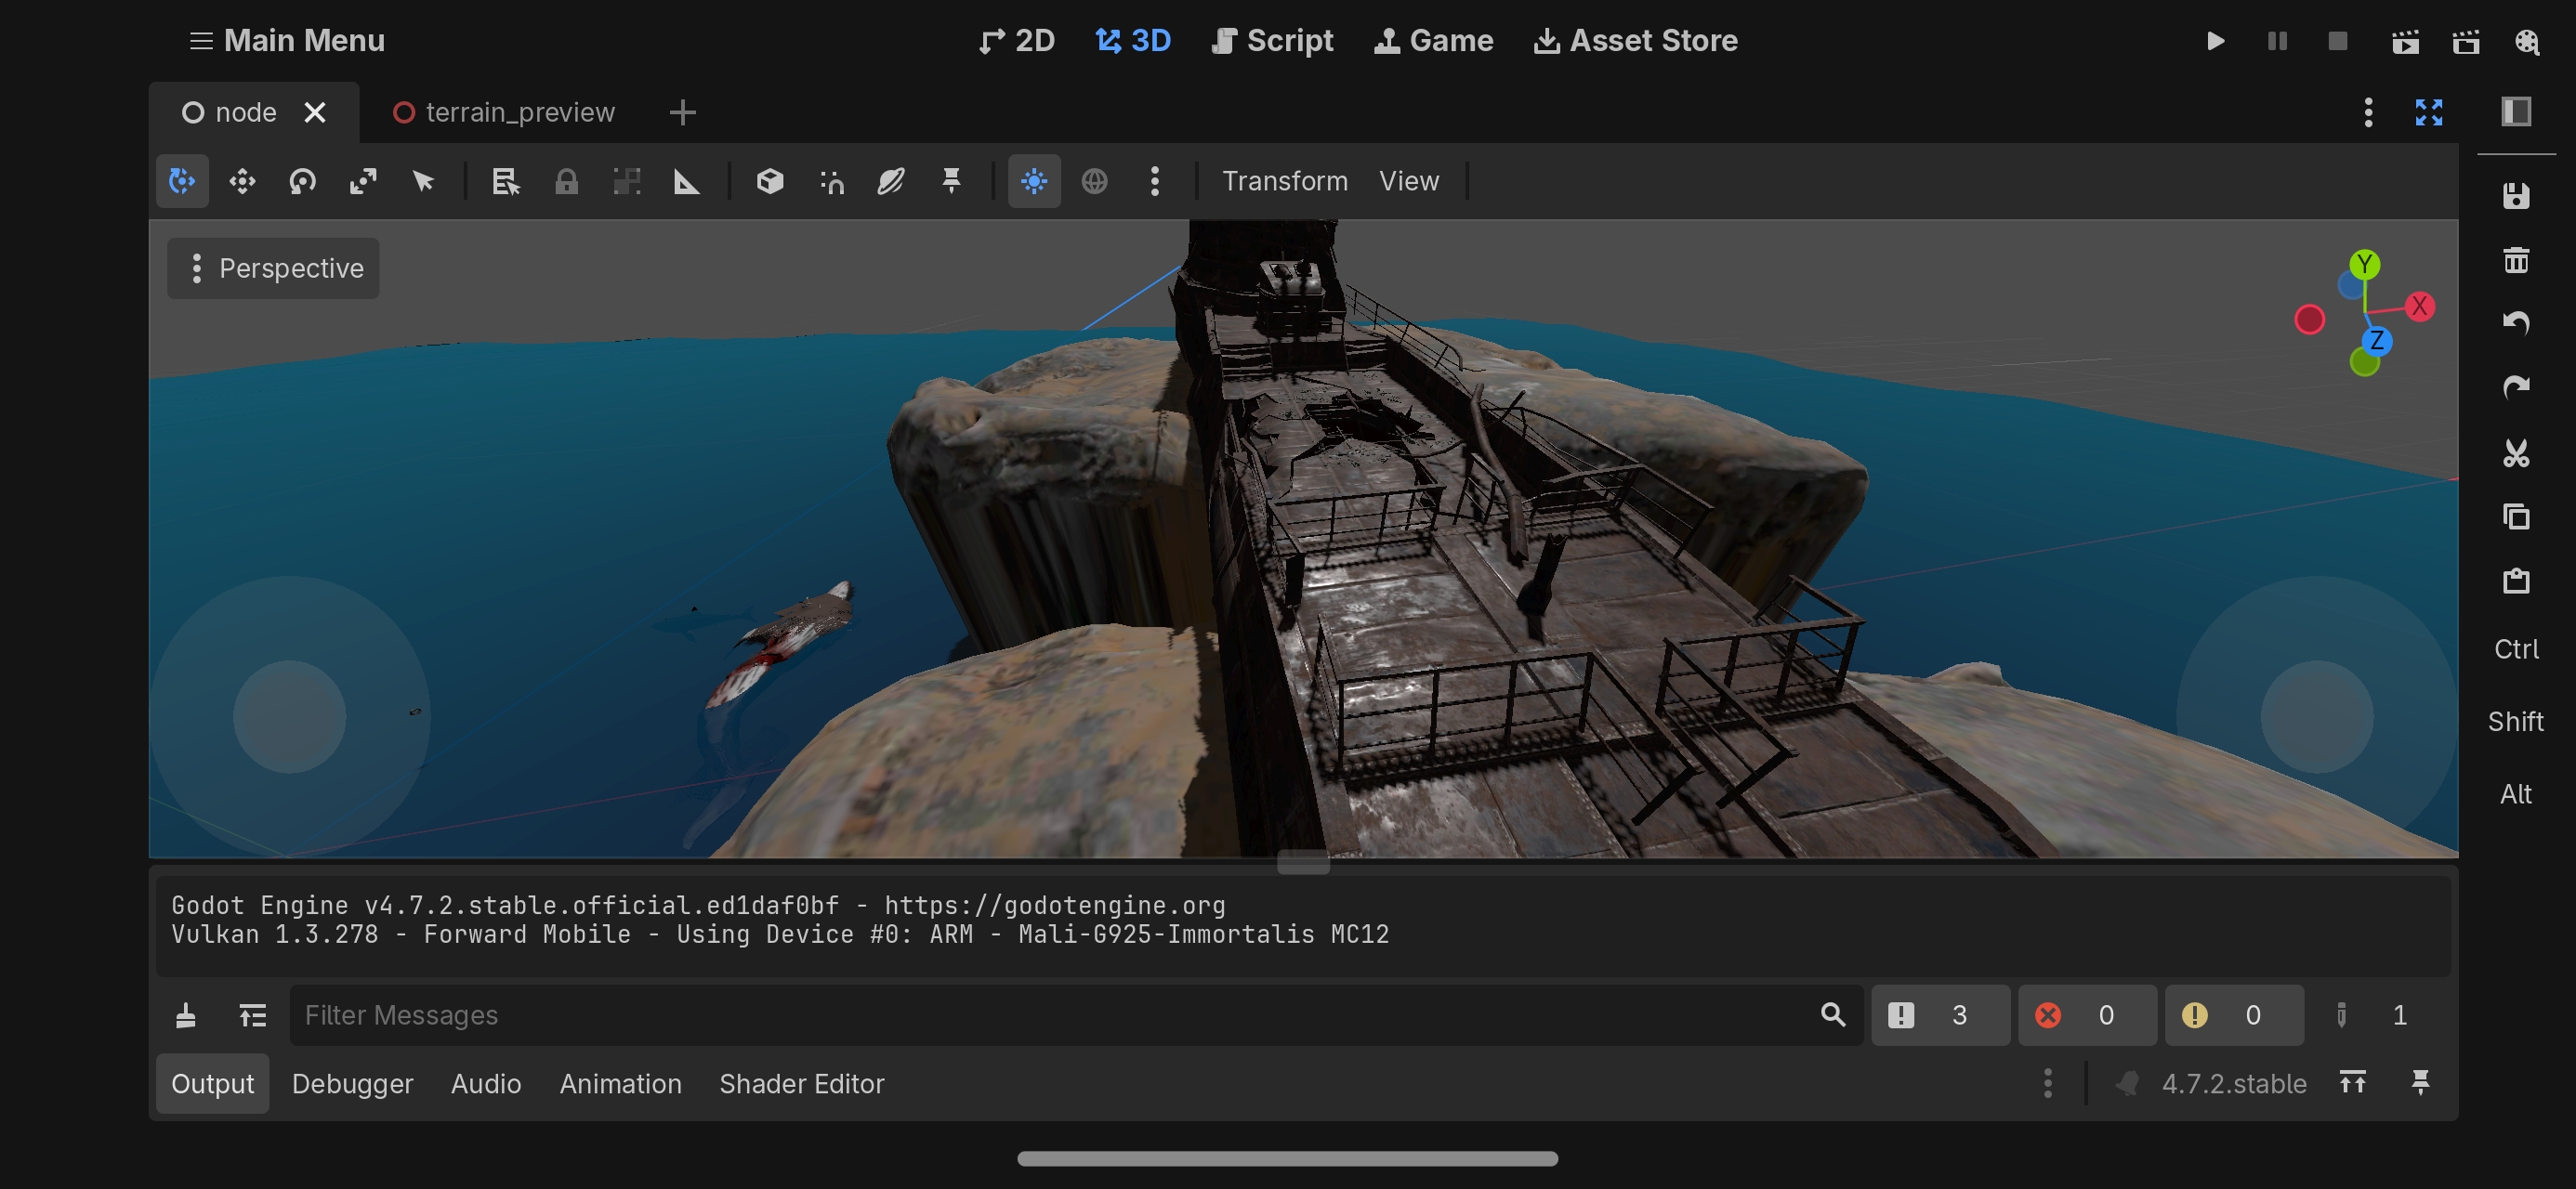 Main Menu
2D
3D
Script
Game
Asset Store
node
terrain_preview
Transform
View
Perspective
Y
X
Z
Ctrl
Shift
Alt
Godot Engine v4.7.2.stable.official.ed1daf0bf - https://godotengine.org
Vulkan 1.3.278 - Forward Mobile - Using Device #0: ARM - Mali-G925-Immortalis MC12
Filter Messages
3
0
0
1
Output
Debugger
Audio
Animation
Shader Editor
4.7.2.stable